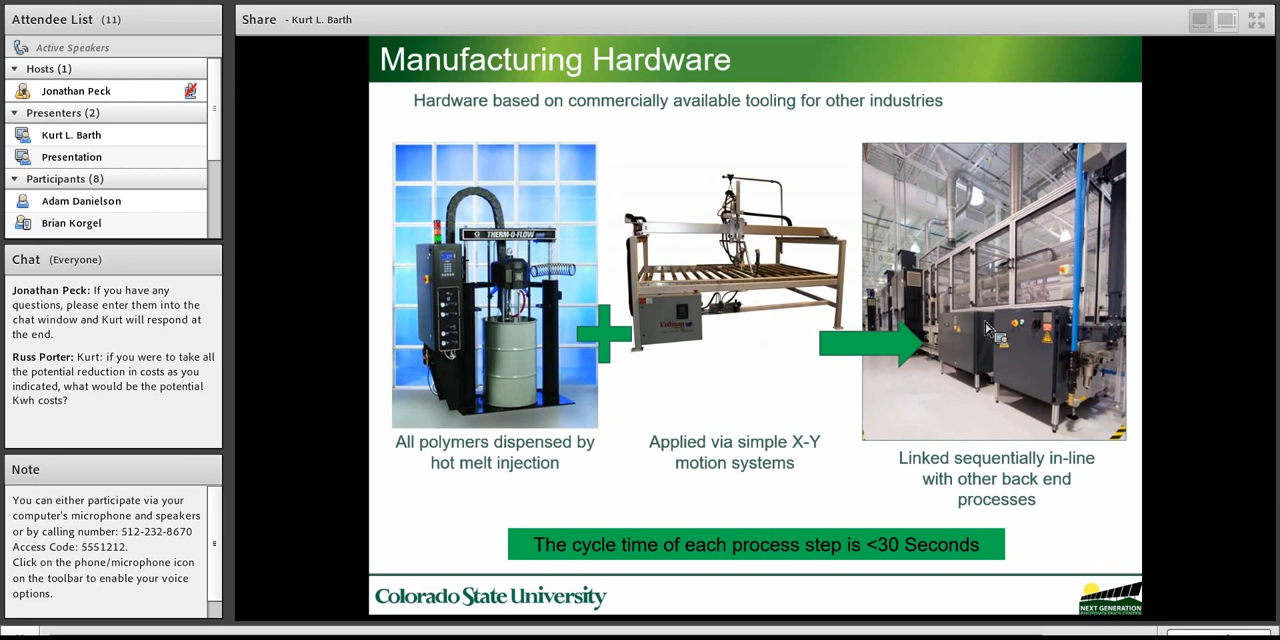 Attendee List (11)
Active Speakers
Hosts (1)
Jonathan Peck
Presenters (2)
Kurt L. Barth
Presentation
Participants (8)
Adam Danielson
Brian Korgel
Chat (Everyone)
Jonathan Peck: If you have any
questions, please enter them into the
chat window and Kurt will respond at
the end.
Russ Porter: Kurt: if you were to take all
the potential reduction in costs as you
indicated, what would be the potential
Kwh costs?
Note
You can either participate via your
computer's microphone and speakers
or by calling number: 512-232-8670
Access Code: 5551212.
Click on the phone/microphone icon
on the toolbar to enable your voice
options.
Share - Kurt L. Barth
Manufacturing Hardware
Hardware based on commercially available tooling for other industries
THERM-O-FLOW
All polymers dispensed by
hot melt injection
Applied via simple X-Y
motion systems
Linked sequentially in-line
with other back end
processes
The cycle time of each process step is <30 Seconds
Colorado State University
NEXT GENERATION
PHOTOVOLTAICS CENTER